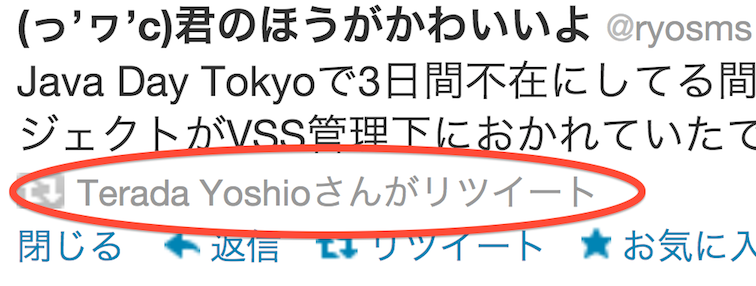 (っ’ヮ’c)君のほうがかわいいよ @ryosms
Java Day Tokyoで3日間不在にしてる間
ジェクトがVSS管理下におかれていたて
Terada Yoshioさんがリツイート
閉じる 返信 リツイート お気に入